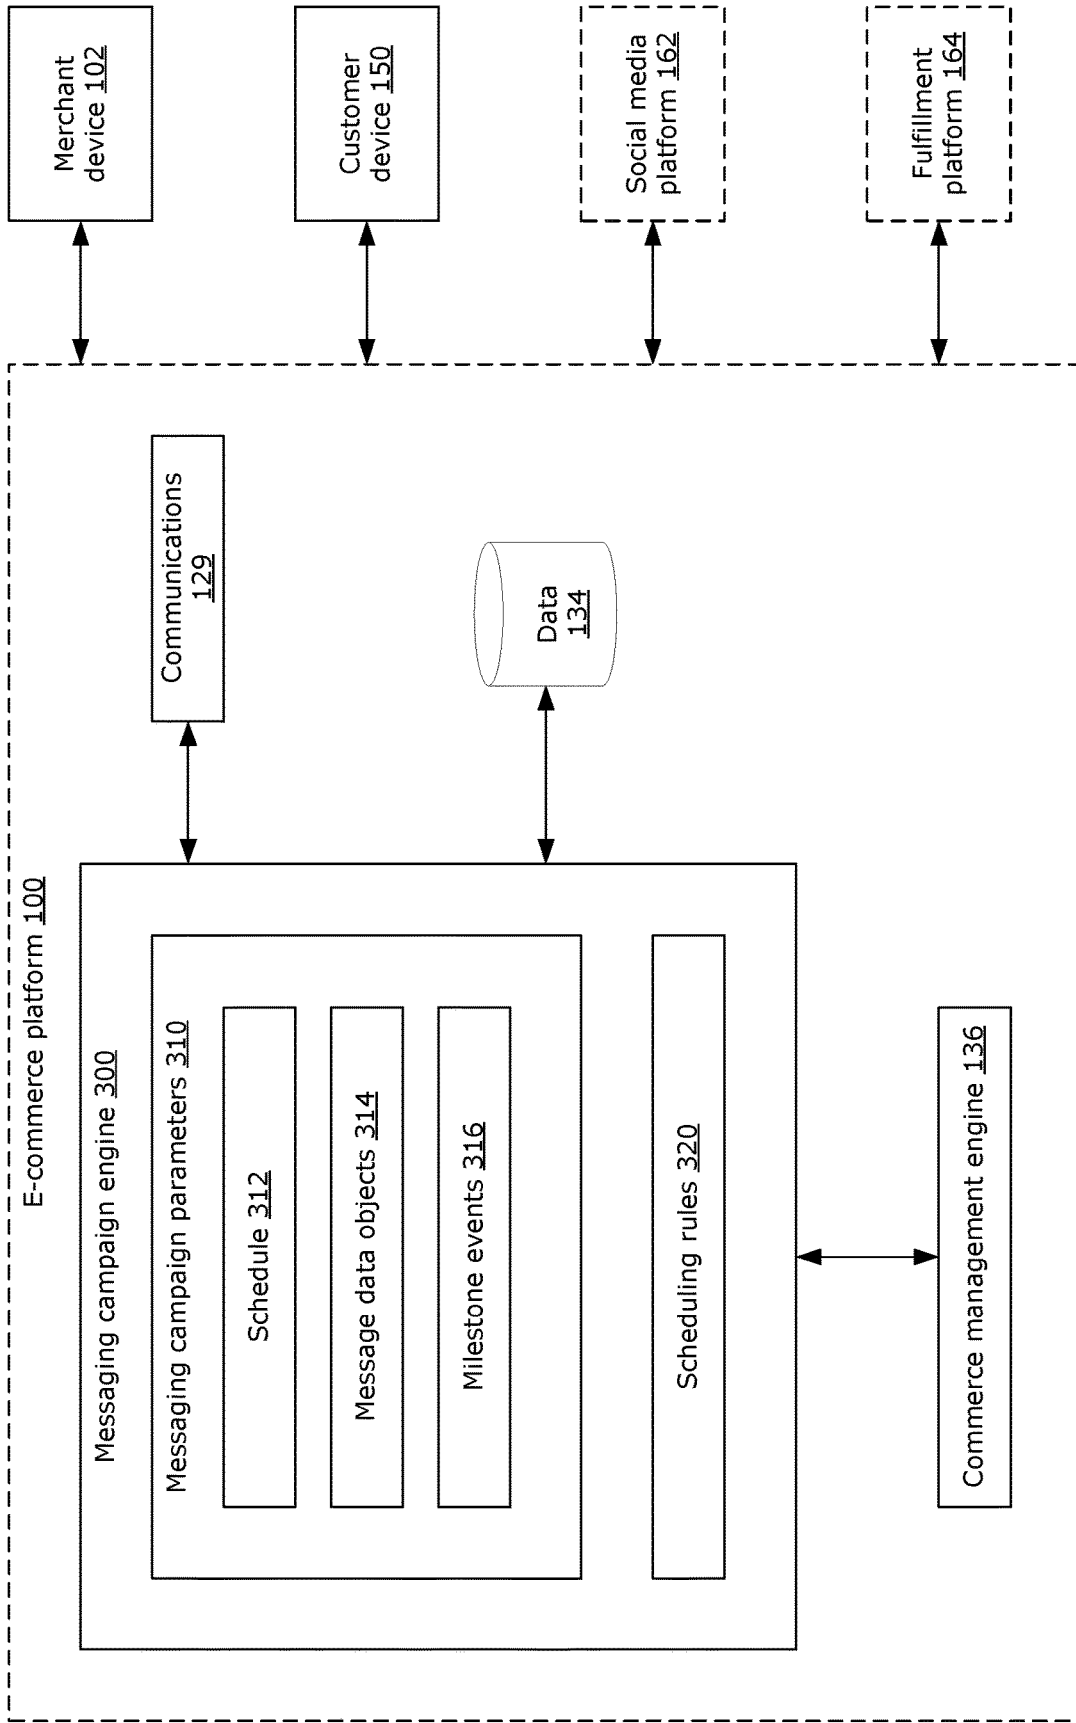 E-commerce platform 100
Messaging campaign engine 300
Messaging campaign parameters 310
Schedule 312
Message data objects 314
Milestone events 316
Scheduling rules 320
Commerce management engine 136
Communications
129
Data
134
Merchant
device 102
Customer
device 150
Social media
platform 162
Fulfillment
platform 164